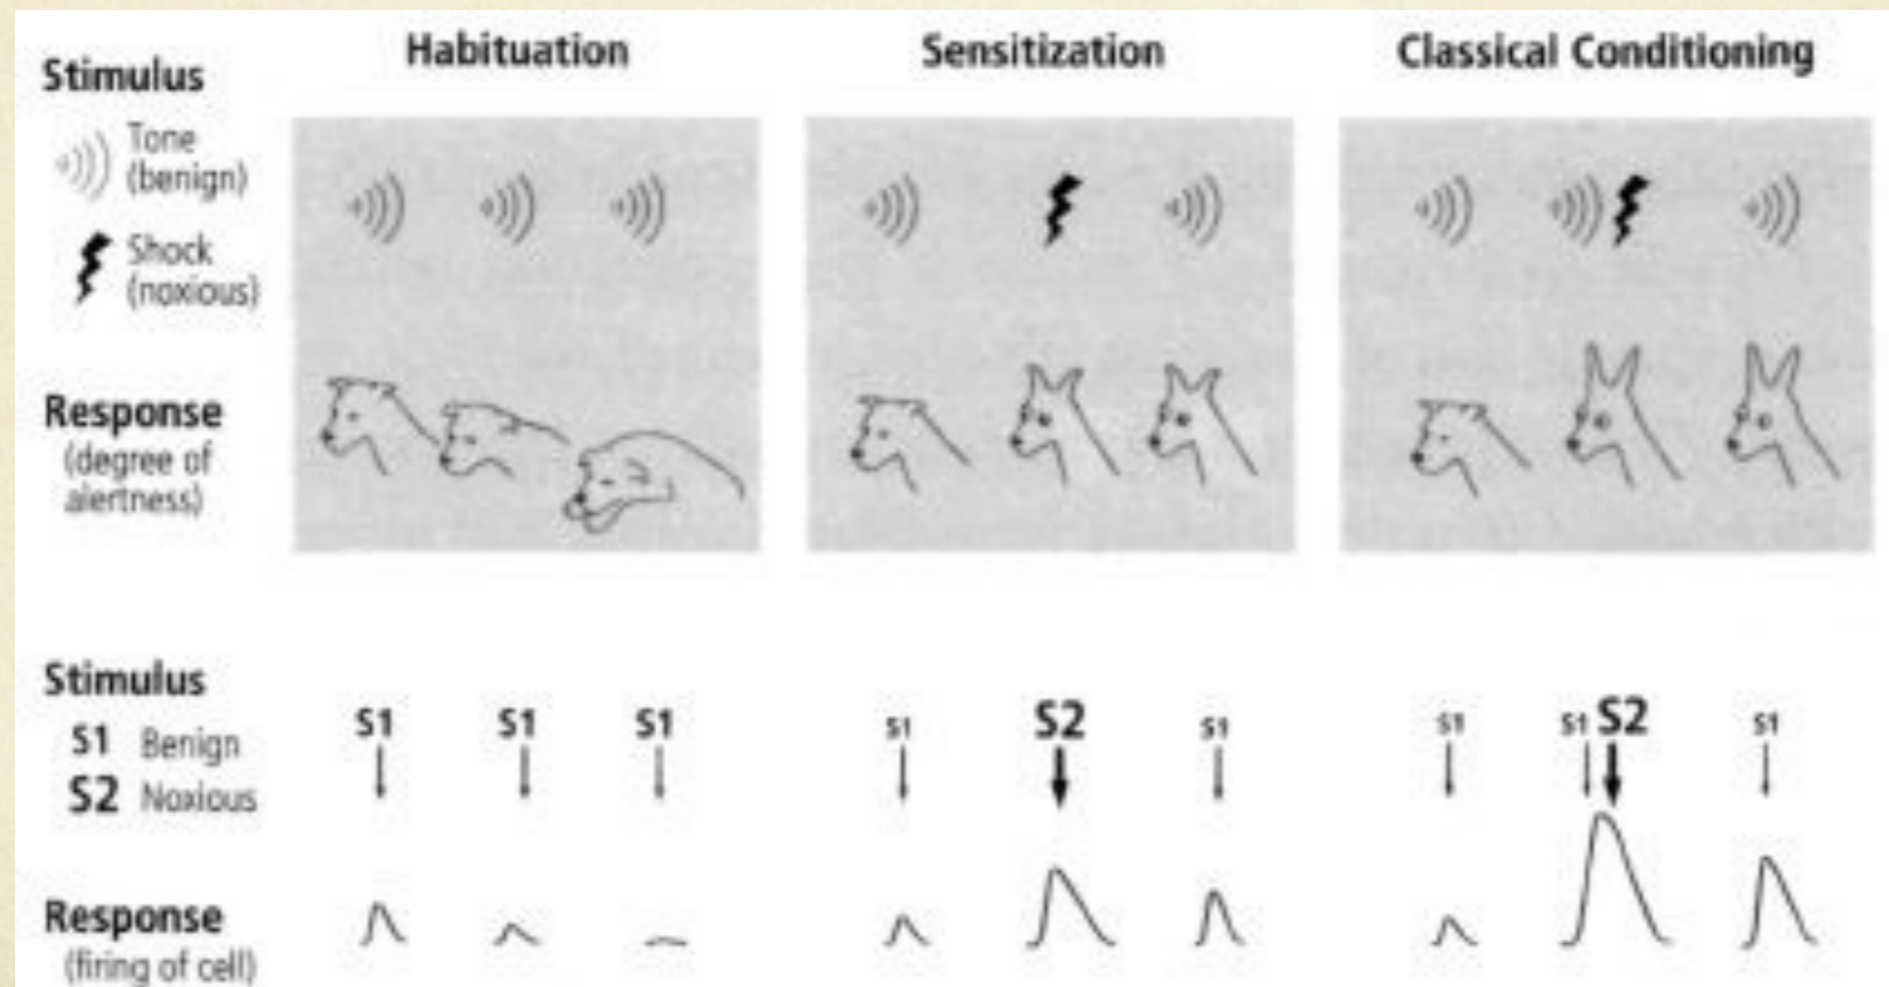 Habituation
Sensitization
Classical Conditioning
Stimulus
Tone
(benign)
Shock
(noxious)
Response
(degree of
alertness)
Stimulus
S1 Benign
S2 Noxious
S1 S1 S1
S1 S2 S1
S1 S1 S2 S1
Response
(firing of cell)